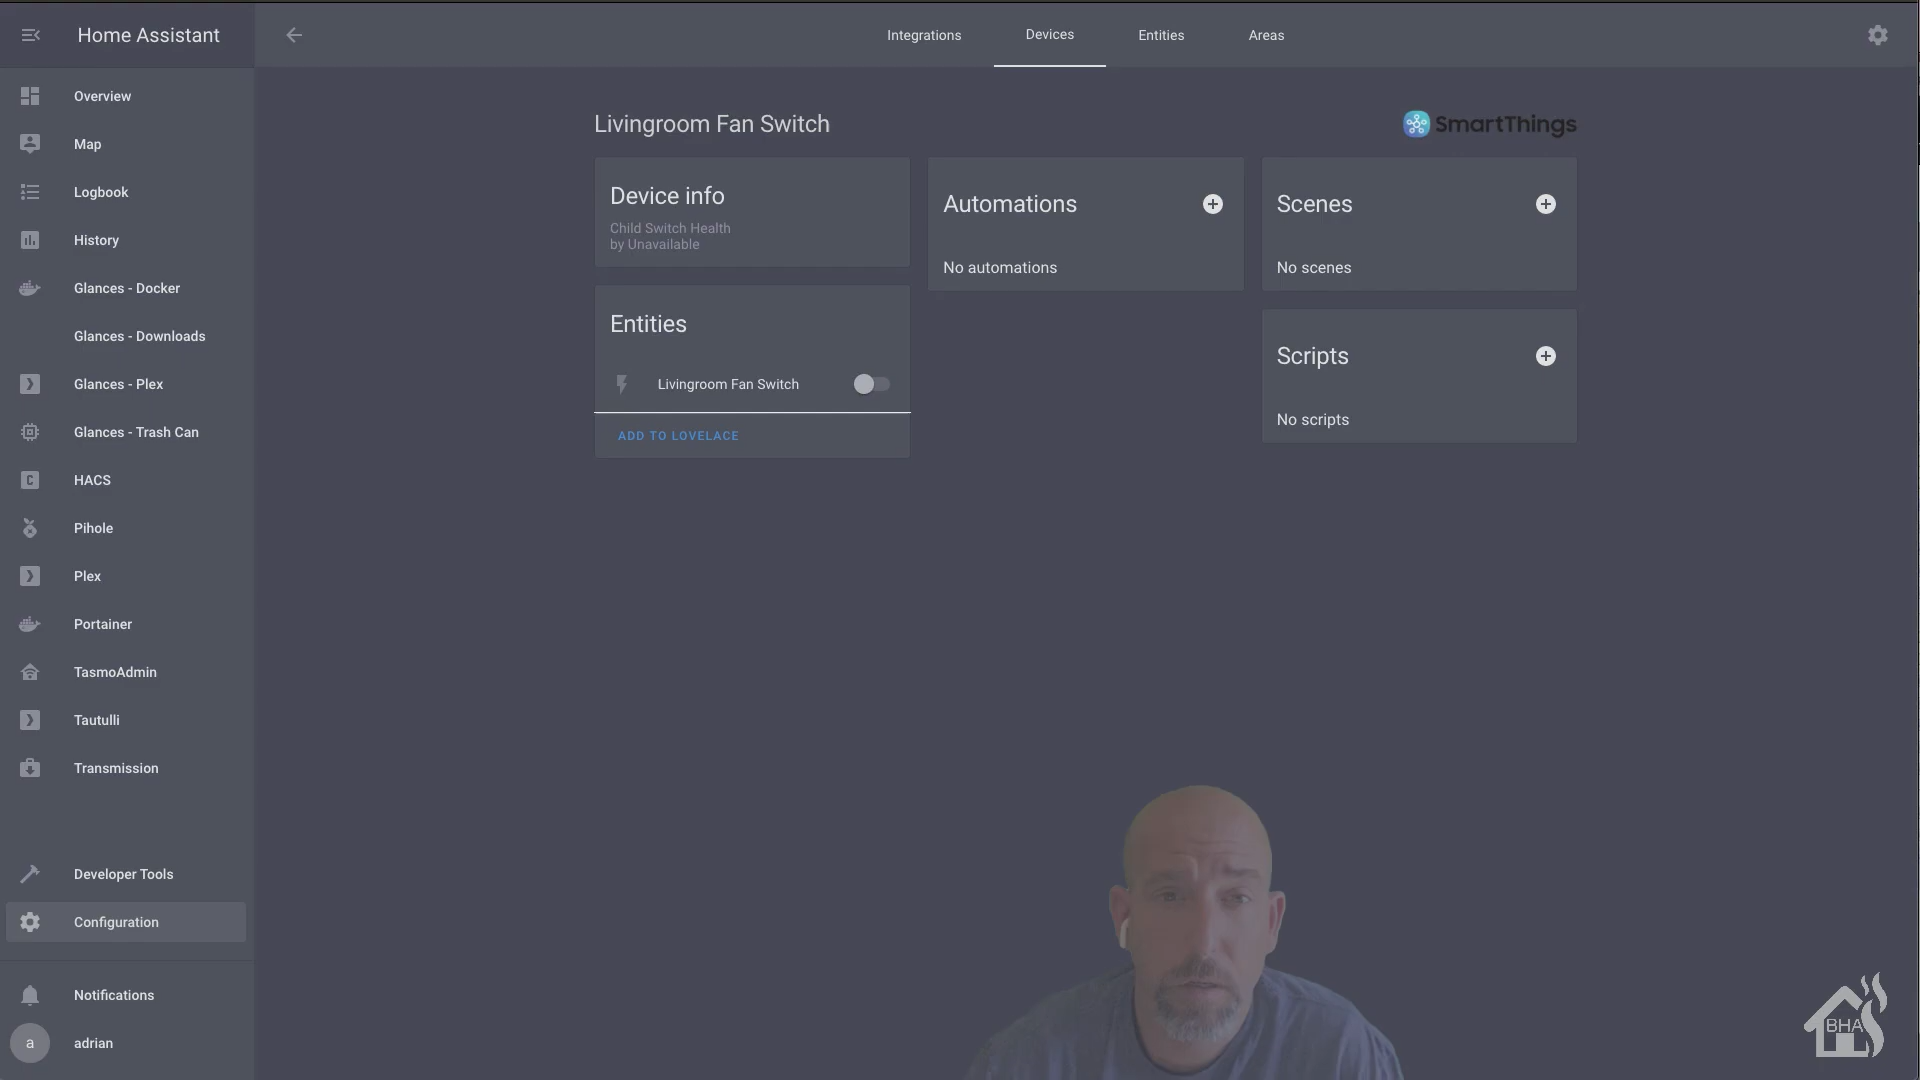 Home Assistant
Integrations
Devices
Entities
Areas
Overview
Map
Logbook
History
Glances - Docker
Glances - Downloads
Glances - Plex
Glances - Trash Can
HACS
Pihole
Plex
Portainer
TasmoAdmin
Tautulli
Transmission
Developer Tools
Configuration
Notifications
a
adrian
Livingroom Fan Switch
SmartThings
Device info
Child Switch Health
by Unavailable
Entities
Livingroom Fan Switch
ADD TO LOVELACE
Automations
No automations
Scenes
No scenes
Scripts
No scripts
C
BHA